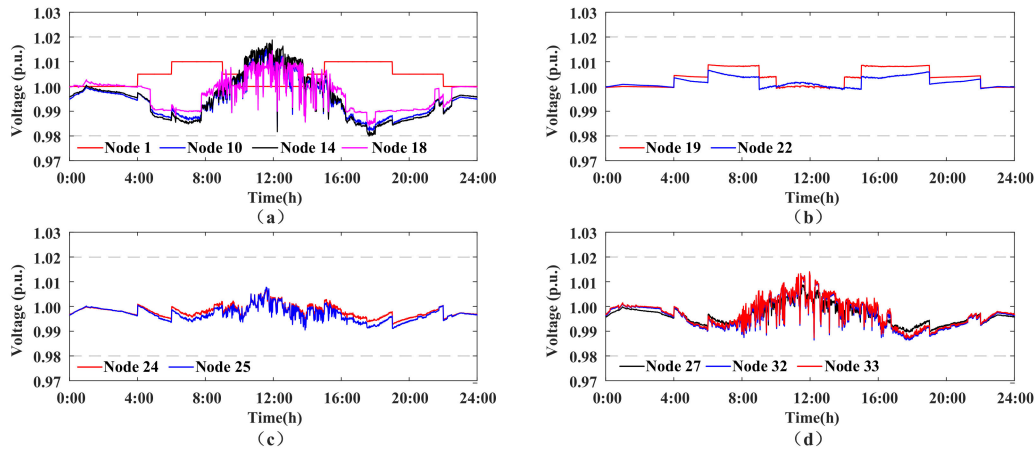 1.03
1.02
1.01
1.00
0.99
0.98
0.97
Voltage (p.u.)
Node 1 Node 10 Node 14 Node 18
0:00 4:00 8:00 12:00 16:00 20:00 24:00
Time(h)
（a）
1.03
1.02
1.01
1.00
0.99
0.98
0.97
Voltage (p.u.)
Node 19 Node 22
0:00 4:00 8:00 12:00 16:00 20:00 24:00
Time(h)
（b）
1.03
1.02
1.01
1.00
0.99
0.98
0.97
Voltage (p.u.)
Node 24 Node 25
0:00 4:00 8:00 12:00 16:00 20:00 24:00
Time(h)
（c）
1.03
1.02
1.01
1.00
0.99
0.98
0.97
Voltage (p.u.)
Node 27 Node 32 Node 33
0:00 4:00 8:00 12:00 16:00 20:00 24:00
Time(h)
（d）